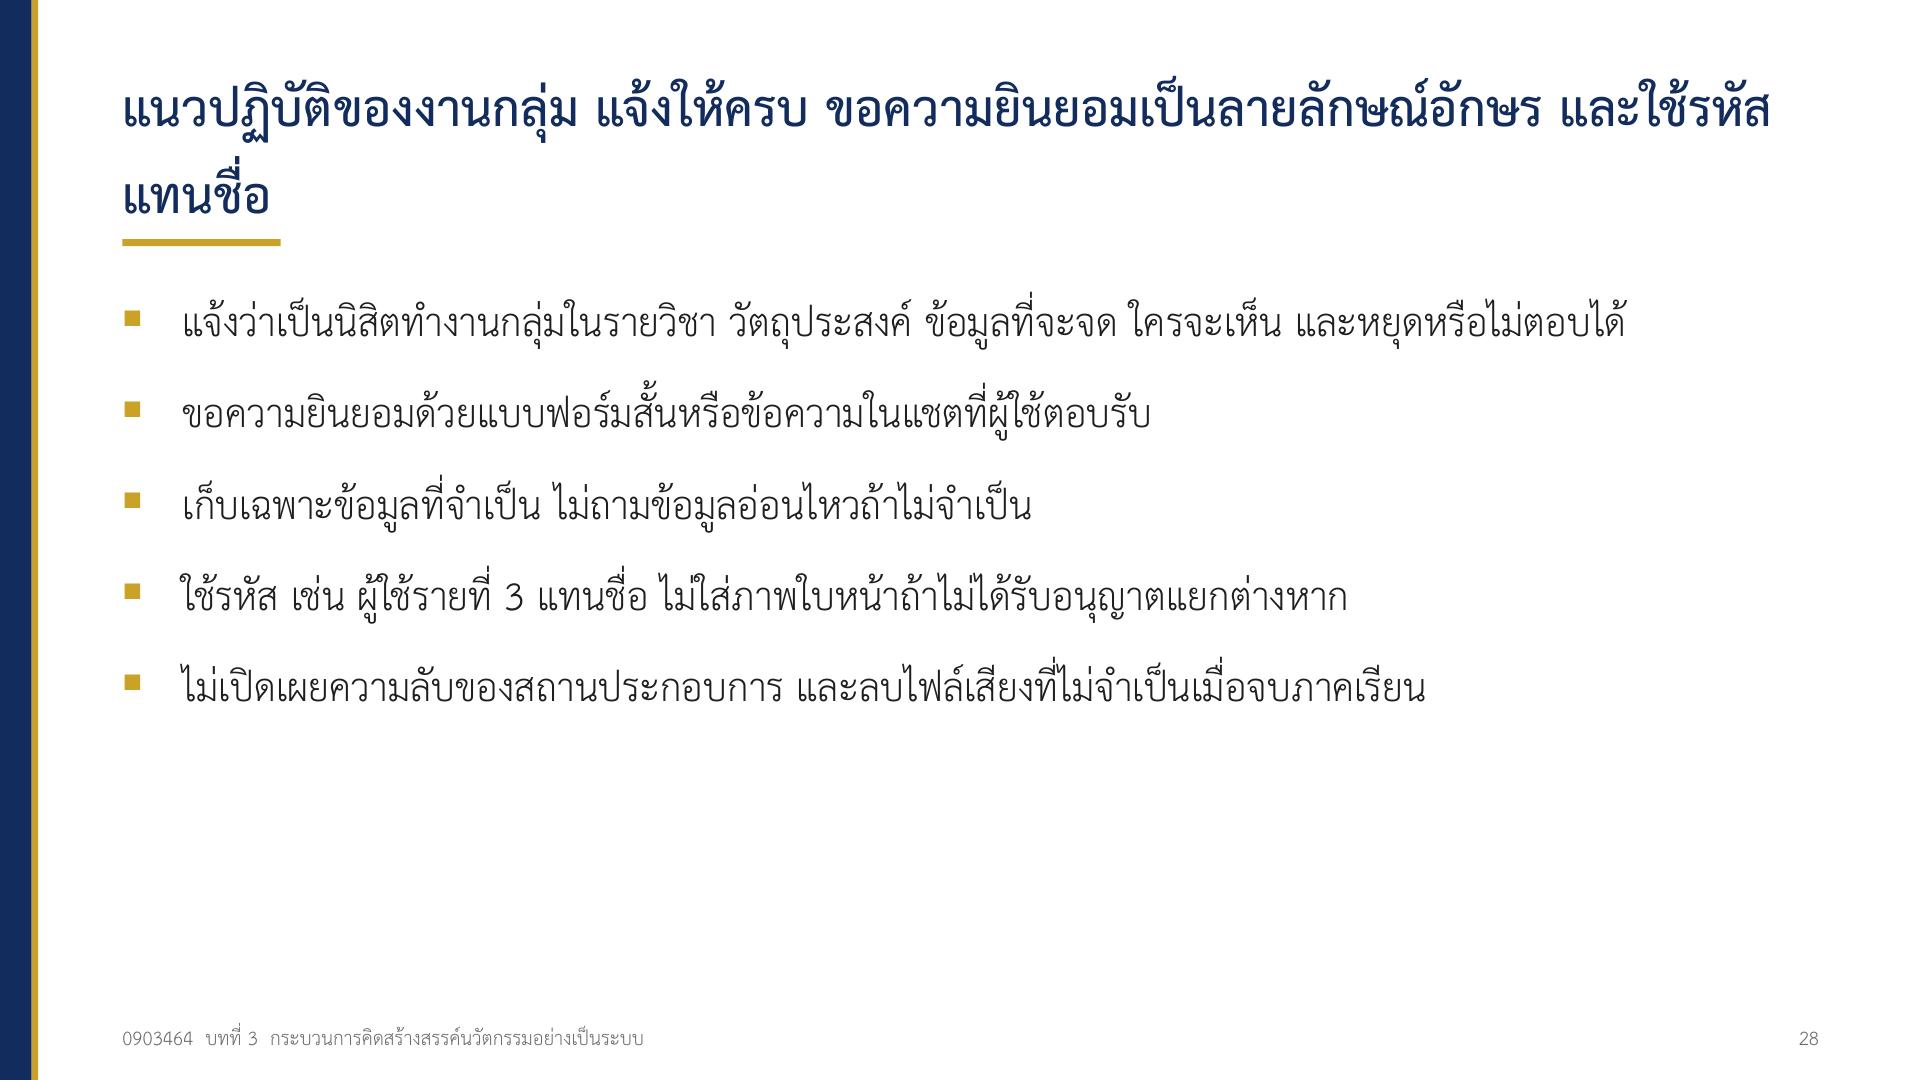 แนวปฏิบัติของงานกลุ่ม แจ้งให้ครบ ขอความยินยอมเป็นลายลักษณ์อักษร และใช้รหัส
แทนชื่อ
แจ้งว่าเป็นนิสิตทำงานกลุ่มในรายวิชา วัตถุประสงค์ ข้อมูลที่จะจด ใครจะเห็น และหยุดหรือไม่ตอบได้
ขอความยินยอมด้วยแบบฟอร์มสั้นหรือข้อความในแชตที่ผู้ใช้ตอบรับ
เก็บเฉพาะข้อมูลที่จำเป็น ไม่ถามข้อมูลอ่อนไหวถ้าไม่จำเป็น
ใช้รหัส เช่น ผู้ใช้รายที่ 3 แทนชื่อ ไม่ใส่ภาพใบหน้าถ้าไม่ได้รับอนุญาตแยกต่างหาก
ไม่เปิดเผยความลับของสถานประกอบการ และลบไฟล์เสียงที่ไม่จำเป็นเมื่อจบภาคเรียน
0903464 บทที่ 3 กระบวนการคิดสร้างสรรค์นวัตกรรมอย่างเป็นระบบ
28